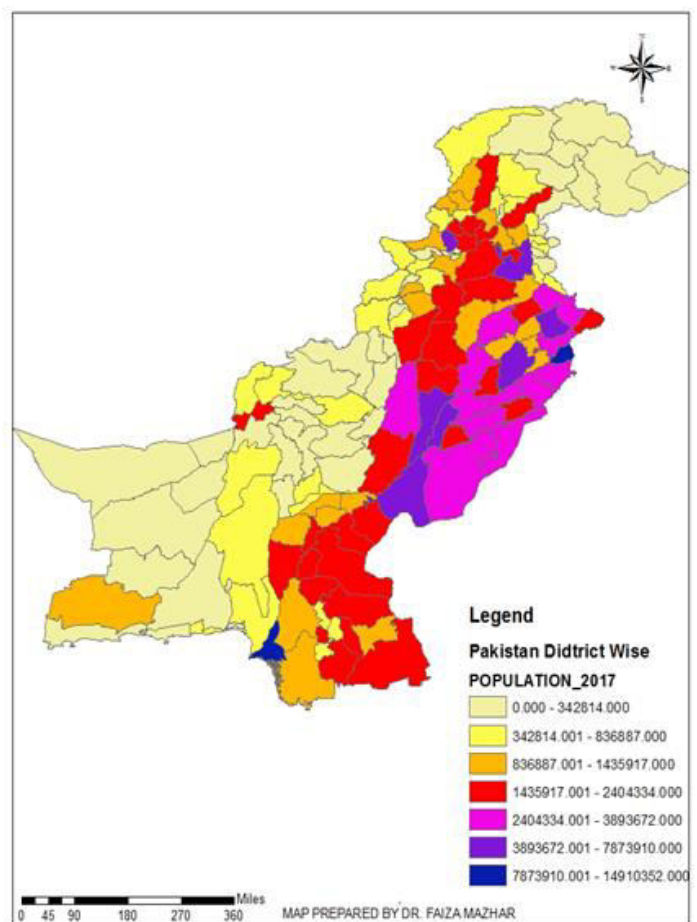 Legend
Pakistan Didtrict Wise
POPULATION_2017
0.000 - 342814.000
342814.001 - 836887.000
836887.001 - 1435917.000
1435917.001 - 2404334.000
2404334.001 - 3893672.000
3893672.001 - 7873910.000
7873910.001 - 14910352.000
Miles
0 45 90 180 270 360
MAP PREPARED BY DR. FAIZA MAZHAR